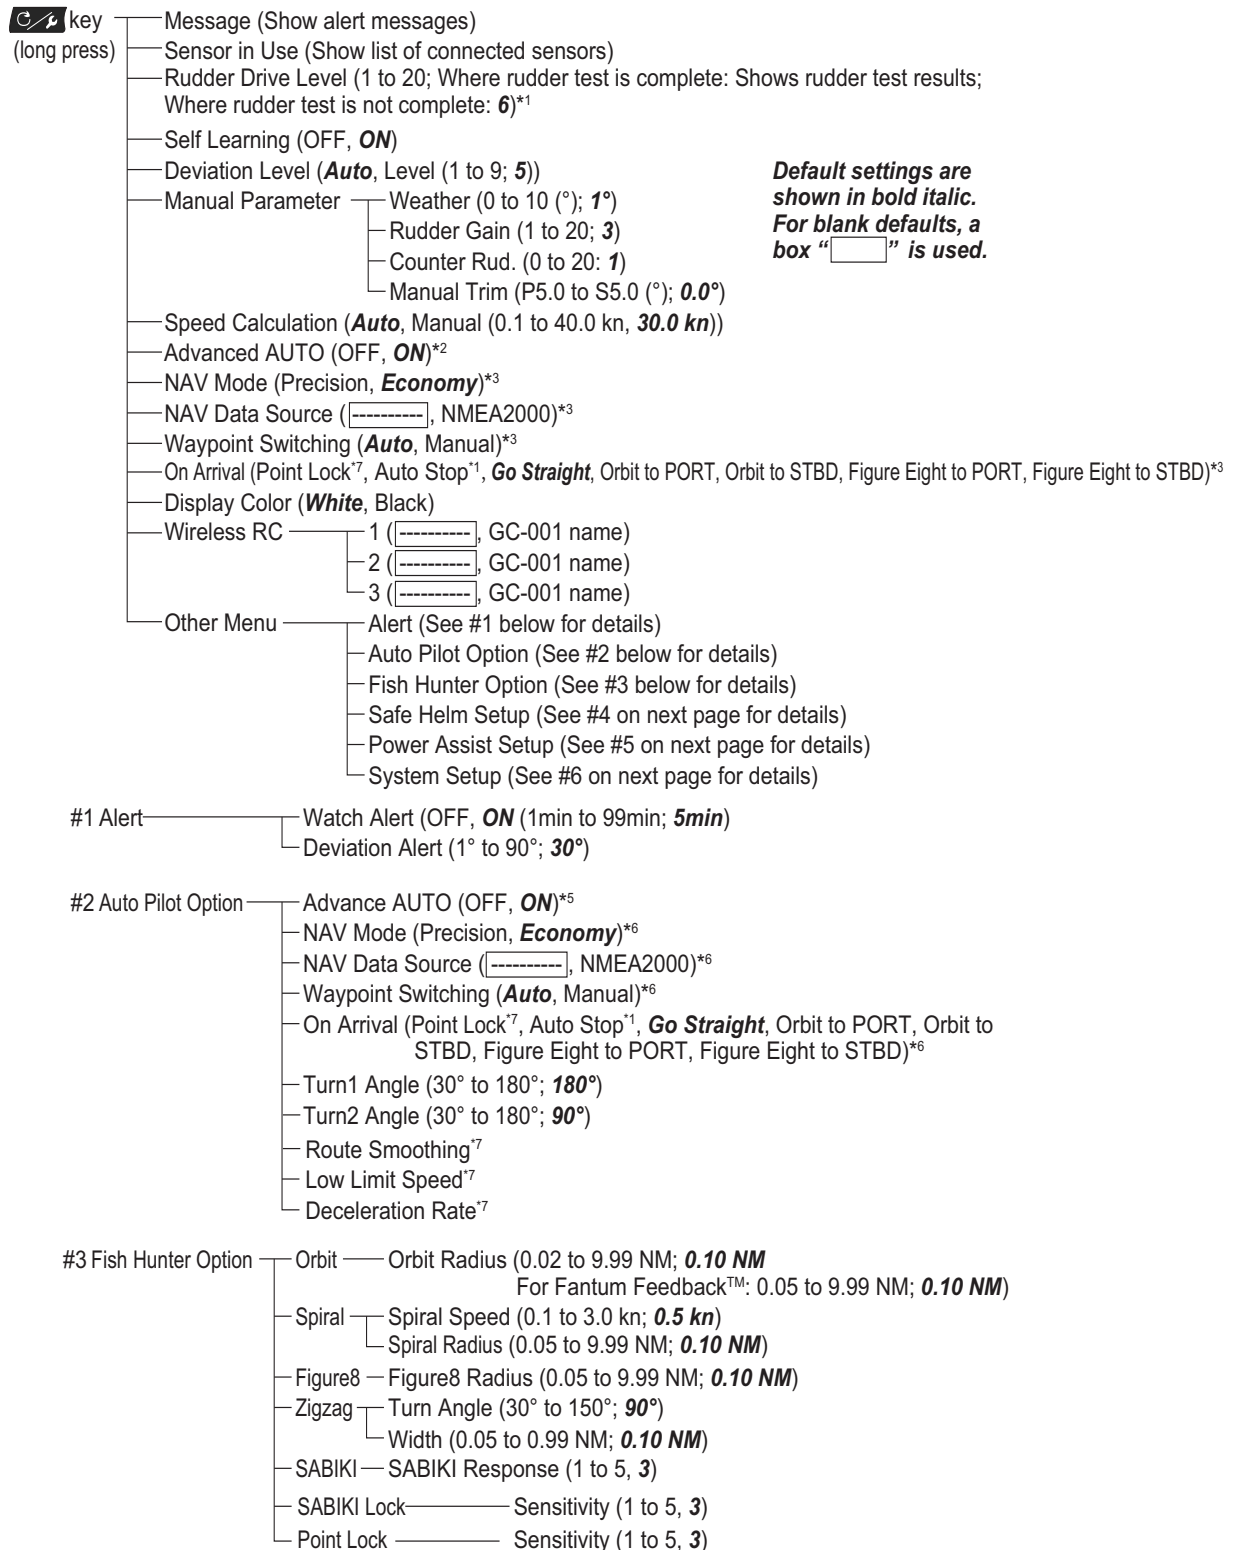 key
(long press)
Message (Show alert messages)
Sensor in Use (Show list of connected sensors)
Rudder Drive Level (1 to 20; Where rudder test is complete: Shows rudder test results;
Where rudder test is not complete: 6)*1
Self Learning (OFF, ON)
Deviation Level (Auto, Level (1 to 9; 5))
Manual Parameter
Weather (0 to 10 (°); 1°)
Rudder Gain (1 to 20; 3)
Counter Rud. (0 to 20: 1)
Manual Trim (P5.0 to S5.0 (°); 0.0°)
Default settings are
shown in bold italic.
For blank defaults, a
box “ ” is used.
Speed Calculation (Auto, Manual (0.1 to 40.0 kn, 30.0 kn))
Advanced AUTO (OFF, ON)*2
NAV Mode (Precision, Economy)*3
NAV Data Source (----------, NMEA2000)*3
Waypoint Switching (Auto, Manual)*3
On Arrival (Point Lock*7, Auto Stop*1, Go Straight, Orbit to PORT, Orbit to STBD, Figure Eight to PORT, Figure Eight to STBD)*3
Display Color (White, Black)
Wireless RC
1 (----------, GC-001 name)
2 (----------, GC-001 name)
3 (----------, GC-001 name)
Other Menu
Alert (See #1 below for details)
Auto Pilot Option (See #2 below for details)
Fish Hunter Option (See #3 below for details)
Safe Helm Setup (See #4 on next page for details)
Power Assist Setup (See #5 on next page for details)
System Setup (See #6 on next page for details)
#1 Alert
Watch Alert (OFF, ON (1min to 99min; 5min)
Deviation Alert (1° to 90°; 30°)
#2 Auto Pilot Option
Advance AUTO (OFF, ON)*5
NAV Mode (Precision, Economy)*6
NAV Data Source (----------, NMEA2000)*6
Waypoint Switching (Auto, Manual)*6
On Arrival (Point Lock*7, Auto Stop*1, Go Straight, Orbit to PORT, Orbit to
STBD, Figure Eight to PORT, Figure Eight to STBD)*6
Turn1 Angle (30° to 180°; 180°)
Turn2 Angle (30° to 180°; 90°)
Route Smoothing*7
Low Limit Speed*7
Deceleration Rate*7
#3 Fish Hunter Option
Orbit
Orbit Radius (0.02 to 9.99 NM; 0.10 NM
For Fantum Feedback™: 0.05 to 9.99 NM; 0.10 NM)
Spiral
Spiral Speed (0.1 to 3.0 kn; 0.5 kn)
Spiral Radius (0.05 to 9.99 NM; 0.10 NM)
Figure8
Figure8 Radius (0.05 to 9.99 NM; 0.10 NM)
Zigzag
Turn Angle (30° to 150°; 90°)
Width (0.05 to 0.99 NM; 0.10 NM)
SABIKI
SABIKI Response (1 to 5, 3)
SABIKI Lock
Sensitivity (1 to 5, 3)
Point Lock
Sensitivity (1 to 5, 3)